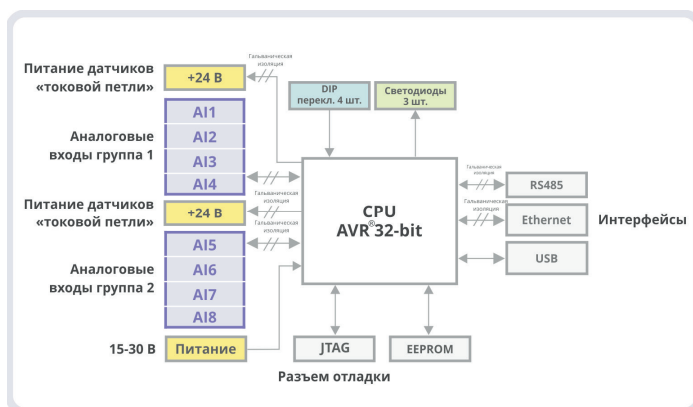 Питание датчиков
«токовой петли»
+24 В
Гальваническая
изоляция
DIP
перекл. 4 шт.
Светодиоды
3 шт.
Аналоговые
входы группа 1
AI1
AI2
AI3
AI4
Гальваническая
изоляция
Питание датчиков
«токовой петли»
+24 В
Гальваническая
изоляция
Аналоговые
входы группа 2
AI5
AI6
AI7
AI8
15-30 В
Питание
CPU
AVR®32-bit
Гальваническая
изоляция
RS485
Гальваническая
изоляция
Ethernet
USB
Интерфейсы
JTAG
EEPROM
Разъем отладки